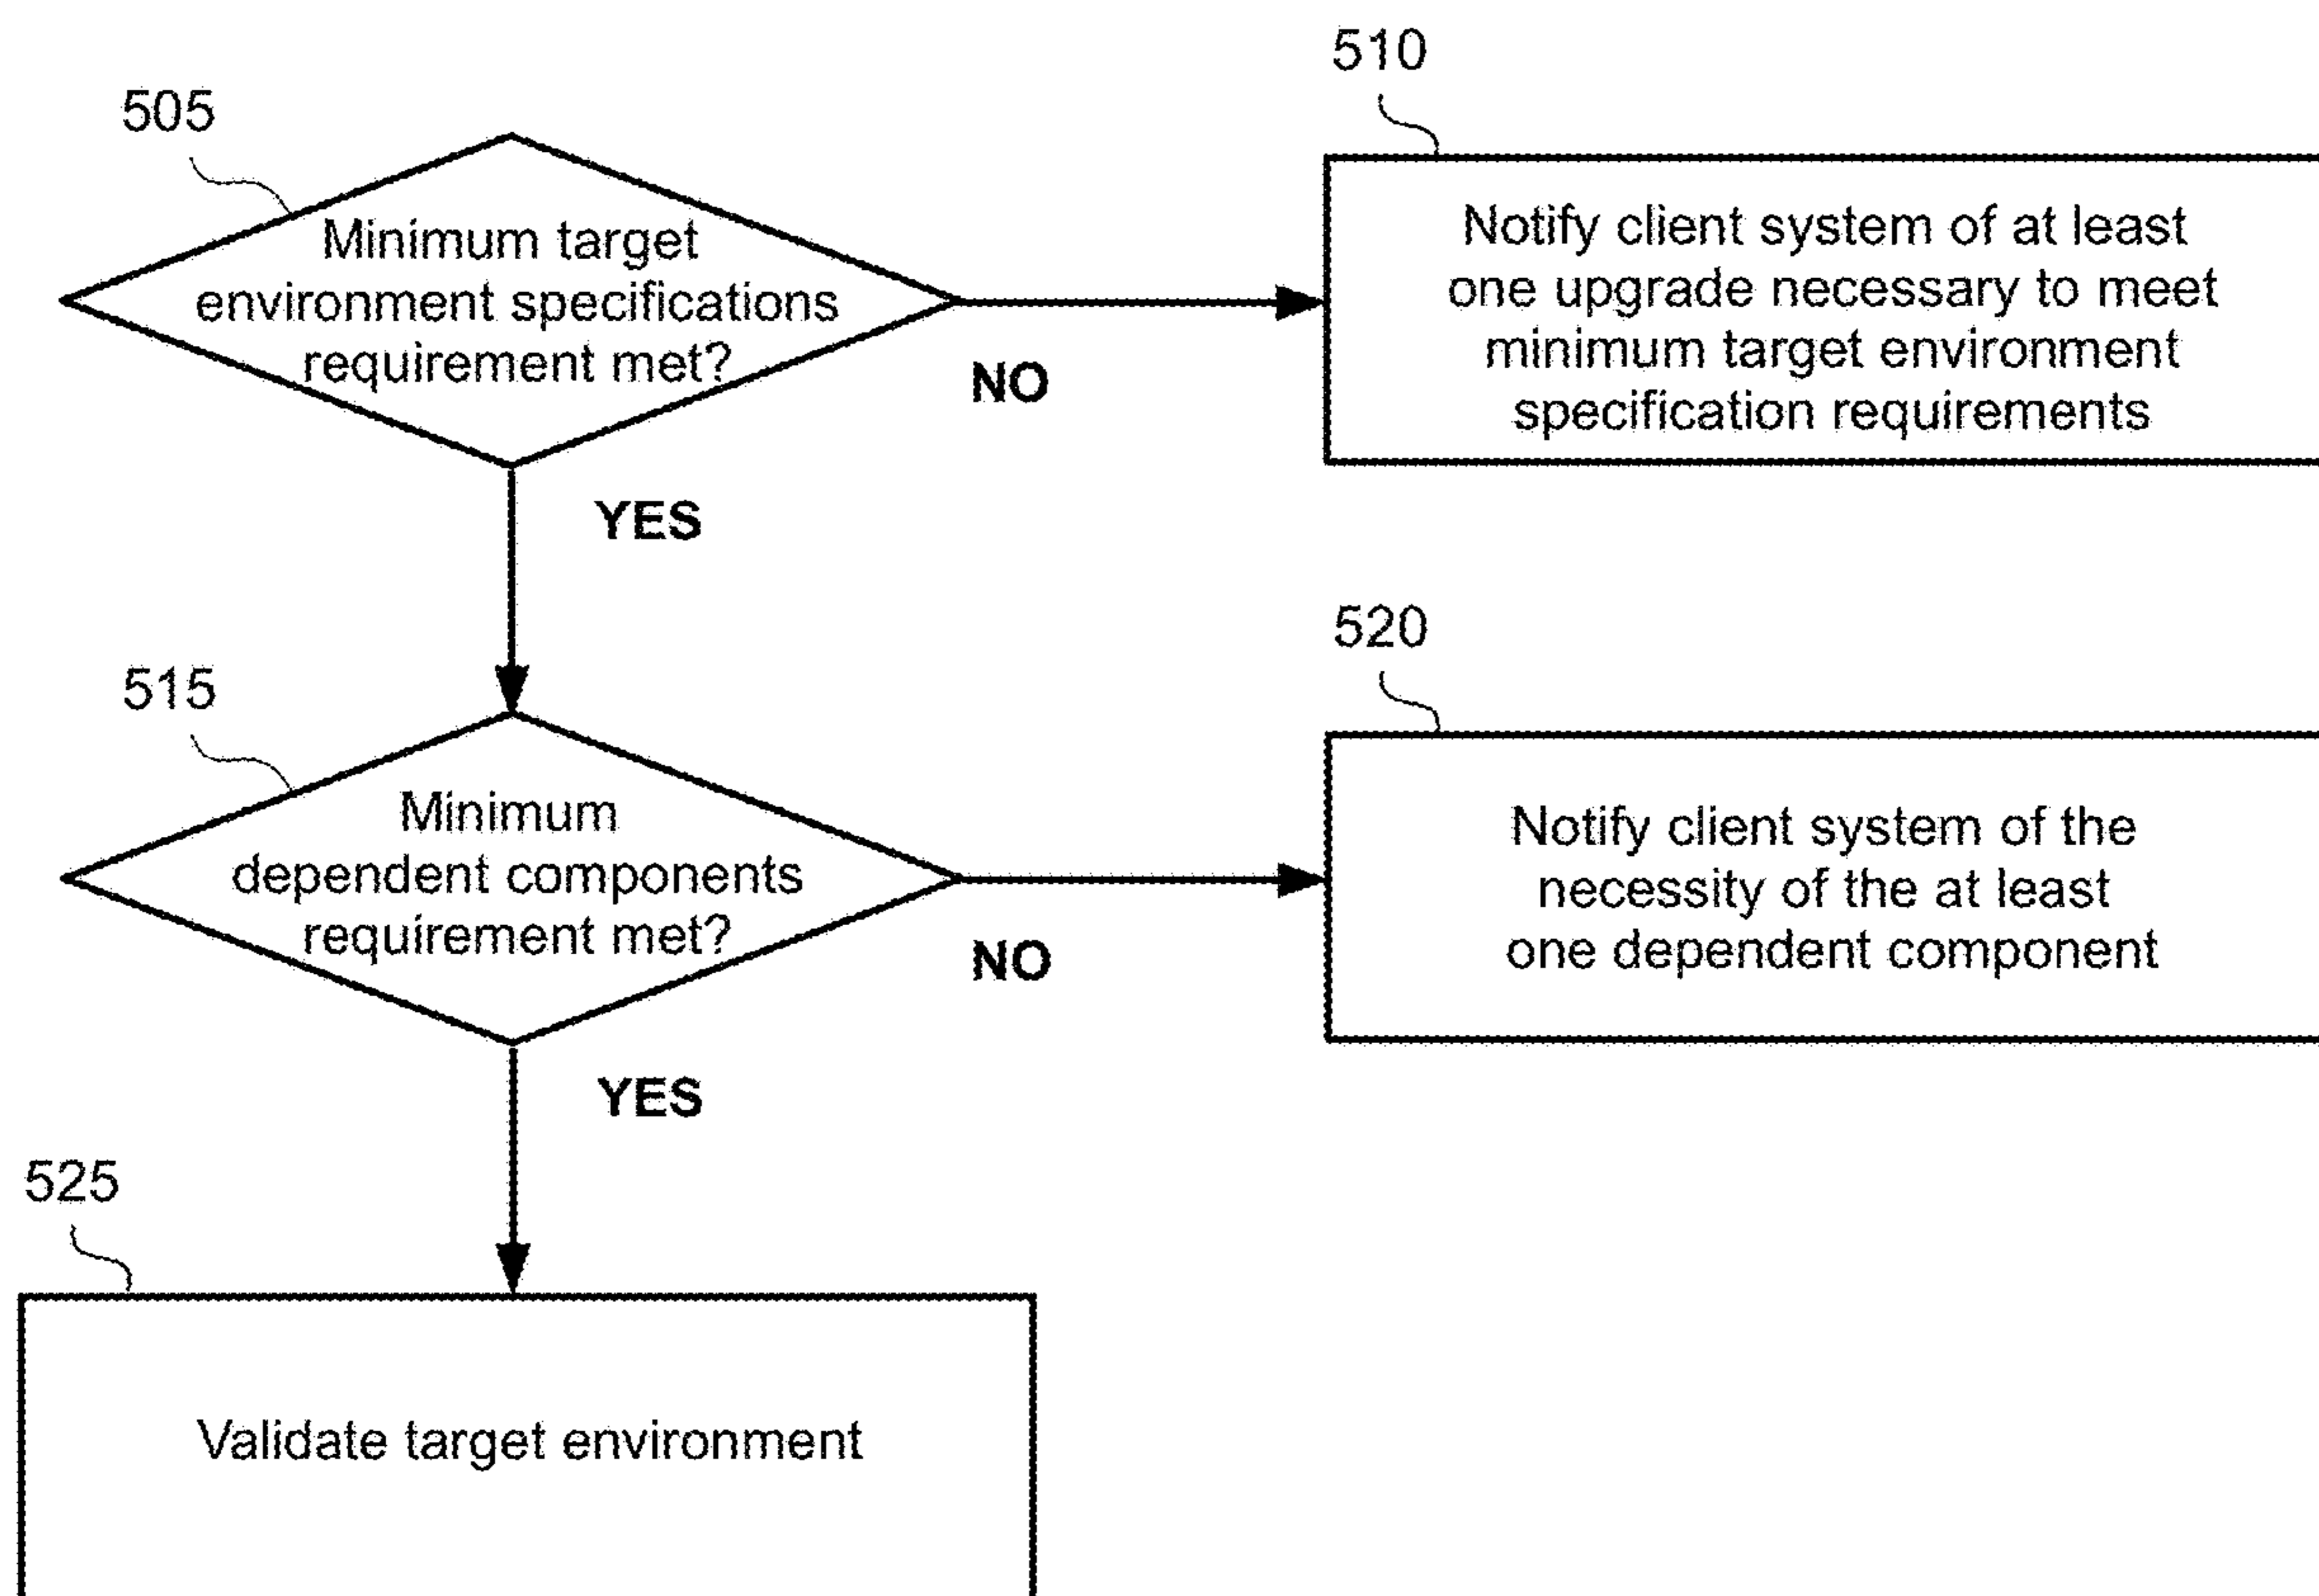 510
505
Minimum target
environment specifications
requirement met?
NO
YES
Notify client system of at least
one upgrade necessary to meet
minimum target environment
specification requirements
520
515
Minimum
dependent components
requirement met?
NO
YES
Notify client system of the
necessity of the at least
one dependent component
525
Validate target environment